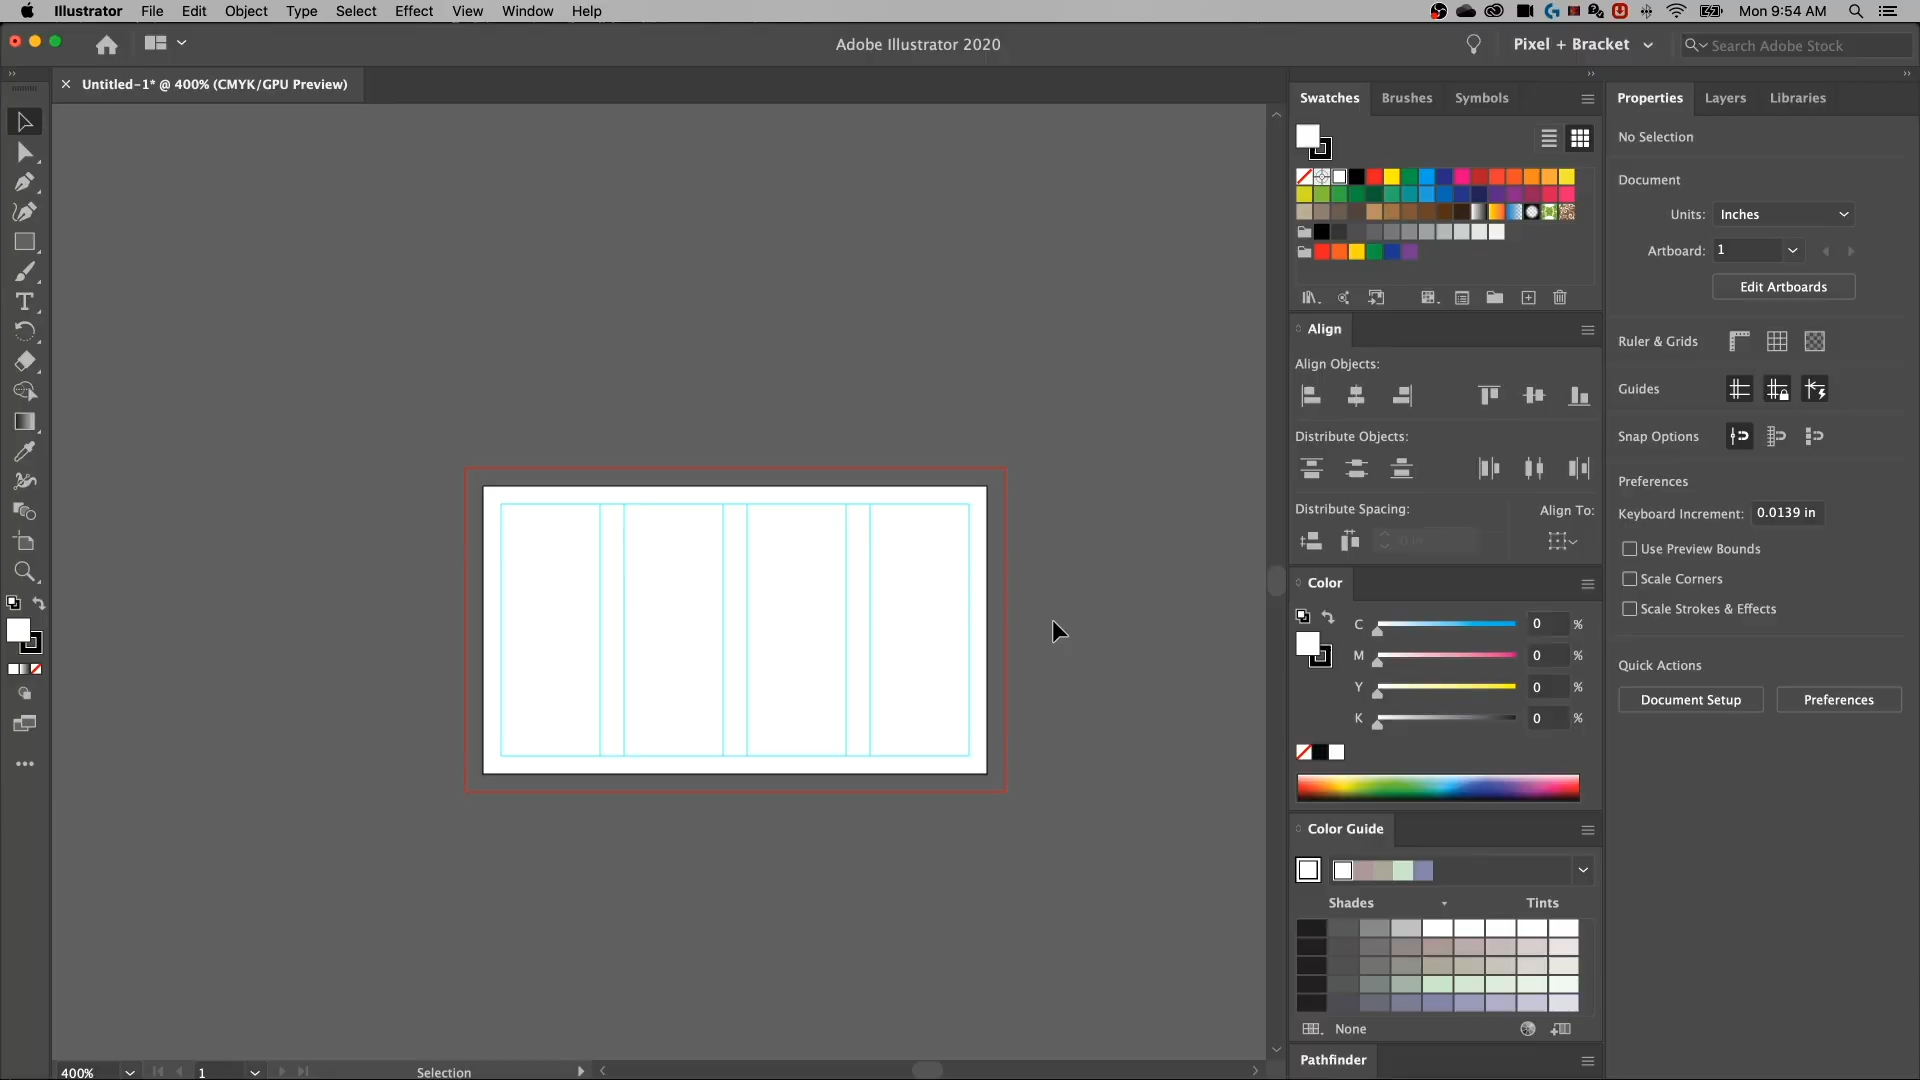 Illustrator File Edit Object Type Select Effect View Window Help
Mon 9:54 AM
Adobe Illustrator 2020
Pixel + Bracket
Search Adobe Stock
Untitled-1* @ 400% (CMYK/GPU Preview)
Swatches Brushes Symbols
Properties Layers Libraries
No Selection
Document
Units: Inches
Artboard: 1
Edit Artboards
Align
Align Objects:
Ruler & Grids
Guides
Distribute Objects:
Snap Options
Preferences
Distribute Spacing:
Align To:
0 in
Keyboard Increment: 0.0139 in
Use Preview Bounds
Scale Corners
Scale Strokes & Effects
Color
C 0 %
M 0 %
Y 0 %
K 0 %
Quick Actions
Document Setup Preferences
Color Guide
Shades Tints
None
Pathfinder
400% 1 Selection